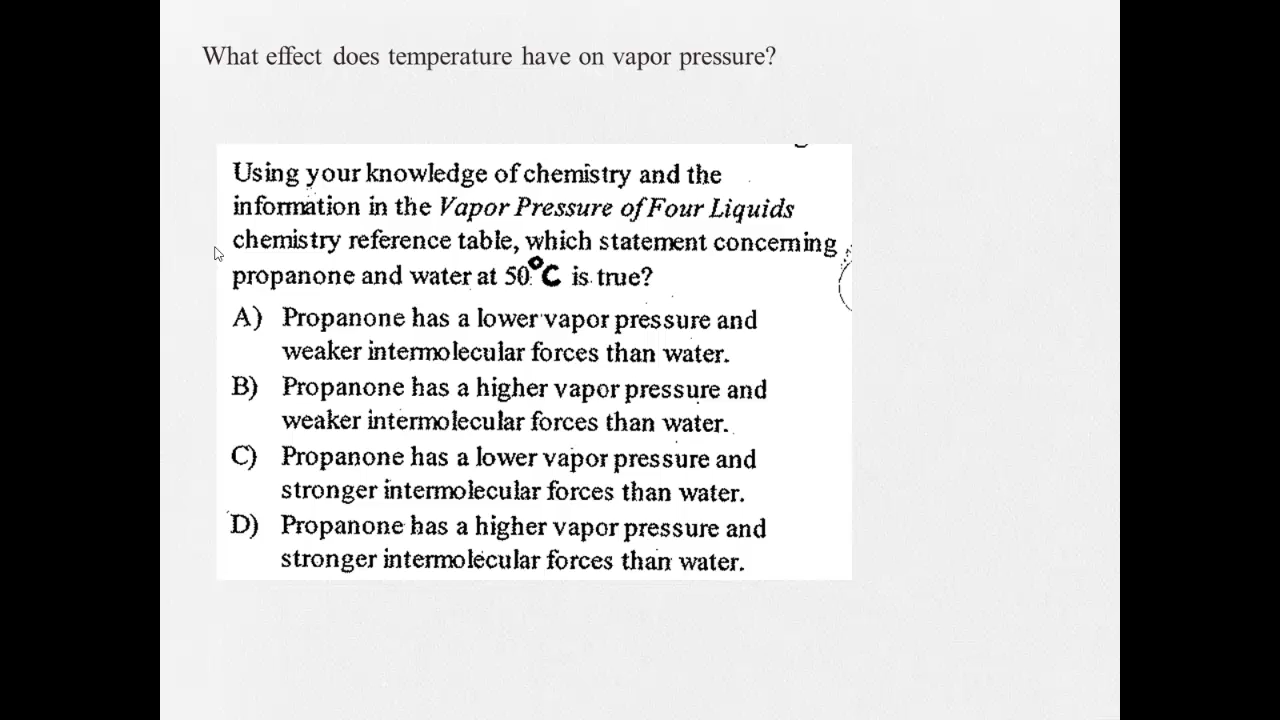 What effect does temperature have on vapor pressure?
Using your knowledge of chemistry and the
information in the Vapor Pressure of Four Liquids
chemistry reference table, which statement concerning
propanone and water at 50°C is true?
A) Propanone has a lower vapor pressure and
weaker intermolecular forces than water.
B) Propanone has a higher vapor pressure and
weaker intermolecular forces than water.
C) Propanone has a lower vapor pressure and
stronger intermolecular forces than water.
D) Propanone has a higher vapor pressure and
stronger intermolecular forces than water.